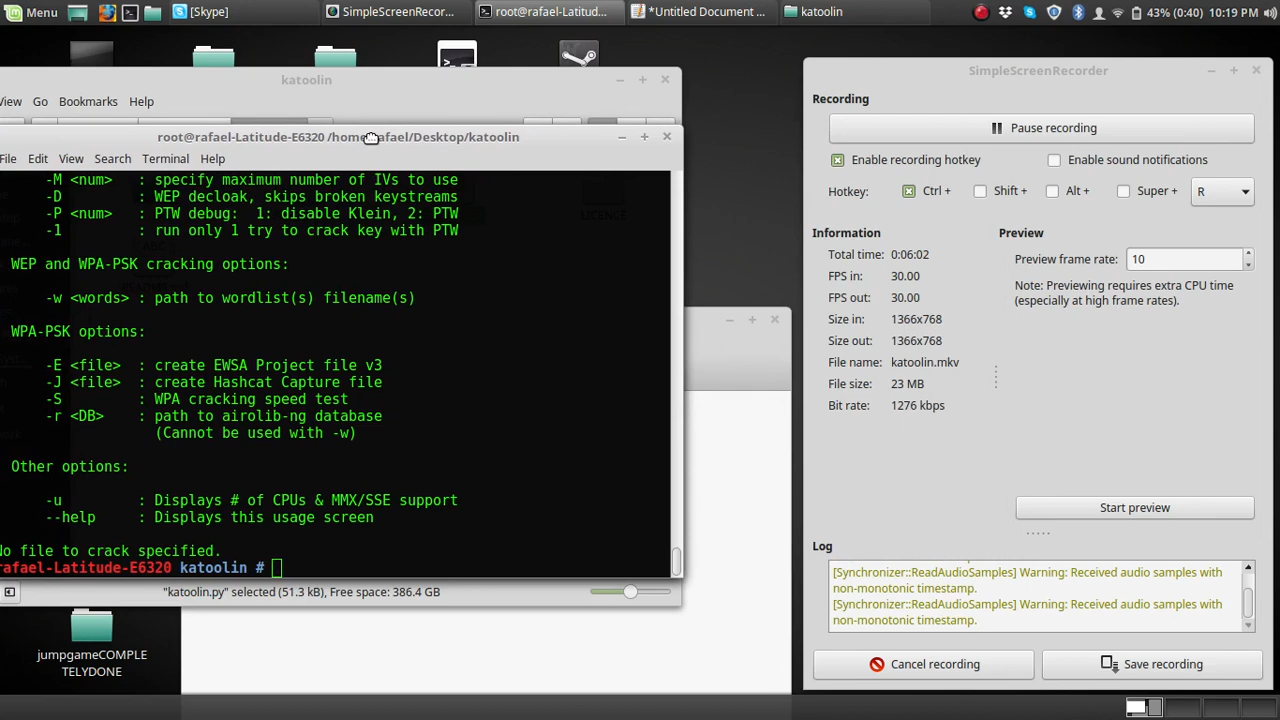 Menu
[Skype]
SimpleScreenRecor...
root@rafael-Latitud...
*Untitled Document ...
katoolin
43% (0:40)
10:19 PM
katoolin
View Go Bookmarks Help
root@rafael-Latitude-E6320 /home/rafael/Desktop/katoolin
File Edit View Search Terminal Help
-M <num> : specify maximum number of IVs to use
-D : WEP decloak, skips broken keystreams
-P <num> : PTW debug: 1: disable Klein, 2: PTW
-1 : run only 1 try to crack key with PTW
WEP and WPA-PSK cracking options:
-w <words> : path to wordlist(s) filename(s)
WPA-PSK options:
-E <file> : create EWSA Project file v3
-J <file> : create Hashcat Capture file
-S : WPA cracking speed test
-r <DB> : path to airolib-ng database
(Cannot be used with -w)
Other options:
-u : Displays # of CPUs & MMX/SSE support
--help : Displays this usage screen
No file to crack specified.
rafael-Latitude-E6320 katoolin #
"katoolin.py" selected (51.3 kB), Free space: 386.4 GB
jumpgameCOMPLE
TELYDONE
SimpleScreenRecorder
Recording
Pause recording
Enable recording hotkey
Enable sound notifications
Hotkey: Ctrl + Shift + Alt + Super + R
Information
Total time: 0:06:02
FPS in: 30.00
FPS out: 30.00
Size in: 1366x768
Size out: 1366x768
File name: katoolin.mkv
File size: 23 MB
Bit rate: 1276 kbps
Preview
Preview frame rate: 10
Note: Previewing requires extra CPU time
(especially at high frame rates).
Start preview
Log
[Synchronizer::ReadAudioSamples] Warning: Received audio samples with
non-monotonic timestamp.
[Synchronizer::ReadAudioSamples] Warning: Received audio samples with
non-monotonic timestamp.
Cancel recording
Save recording